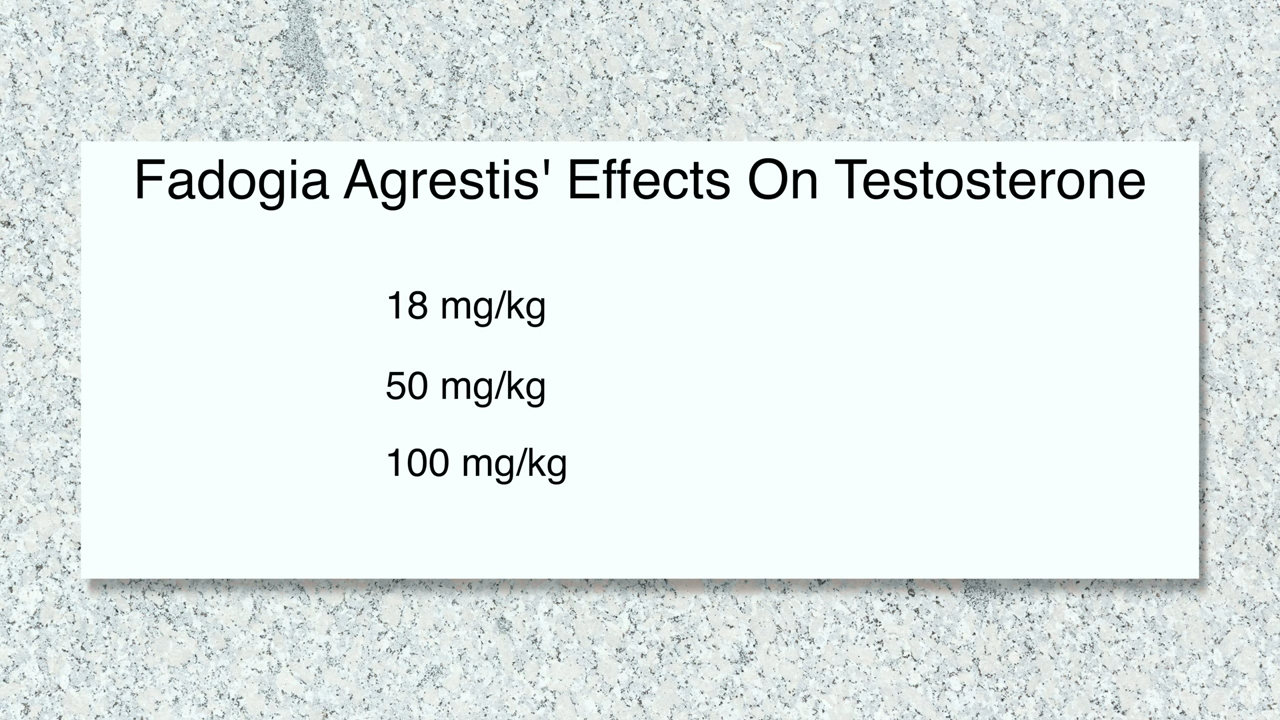 Fadogia Agrestis' Effects On Testosterone
18 mg/kg
50 mg/kg
100 mg/kg